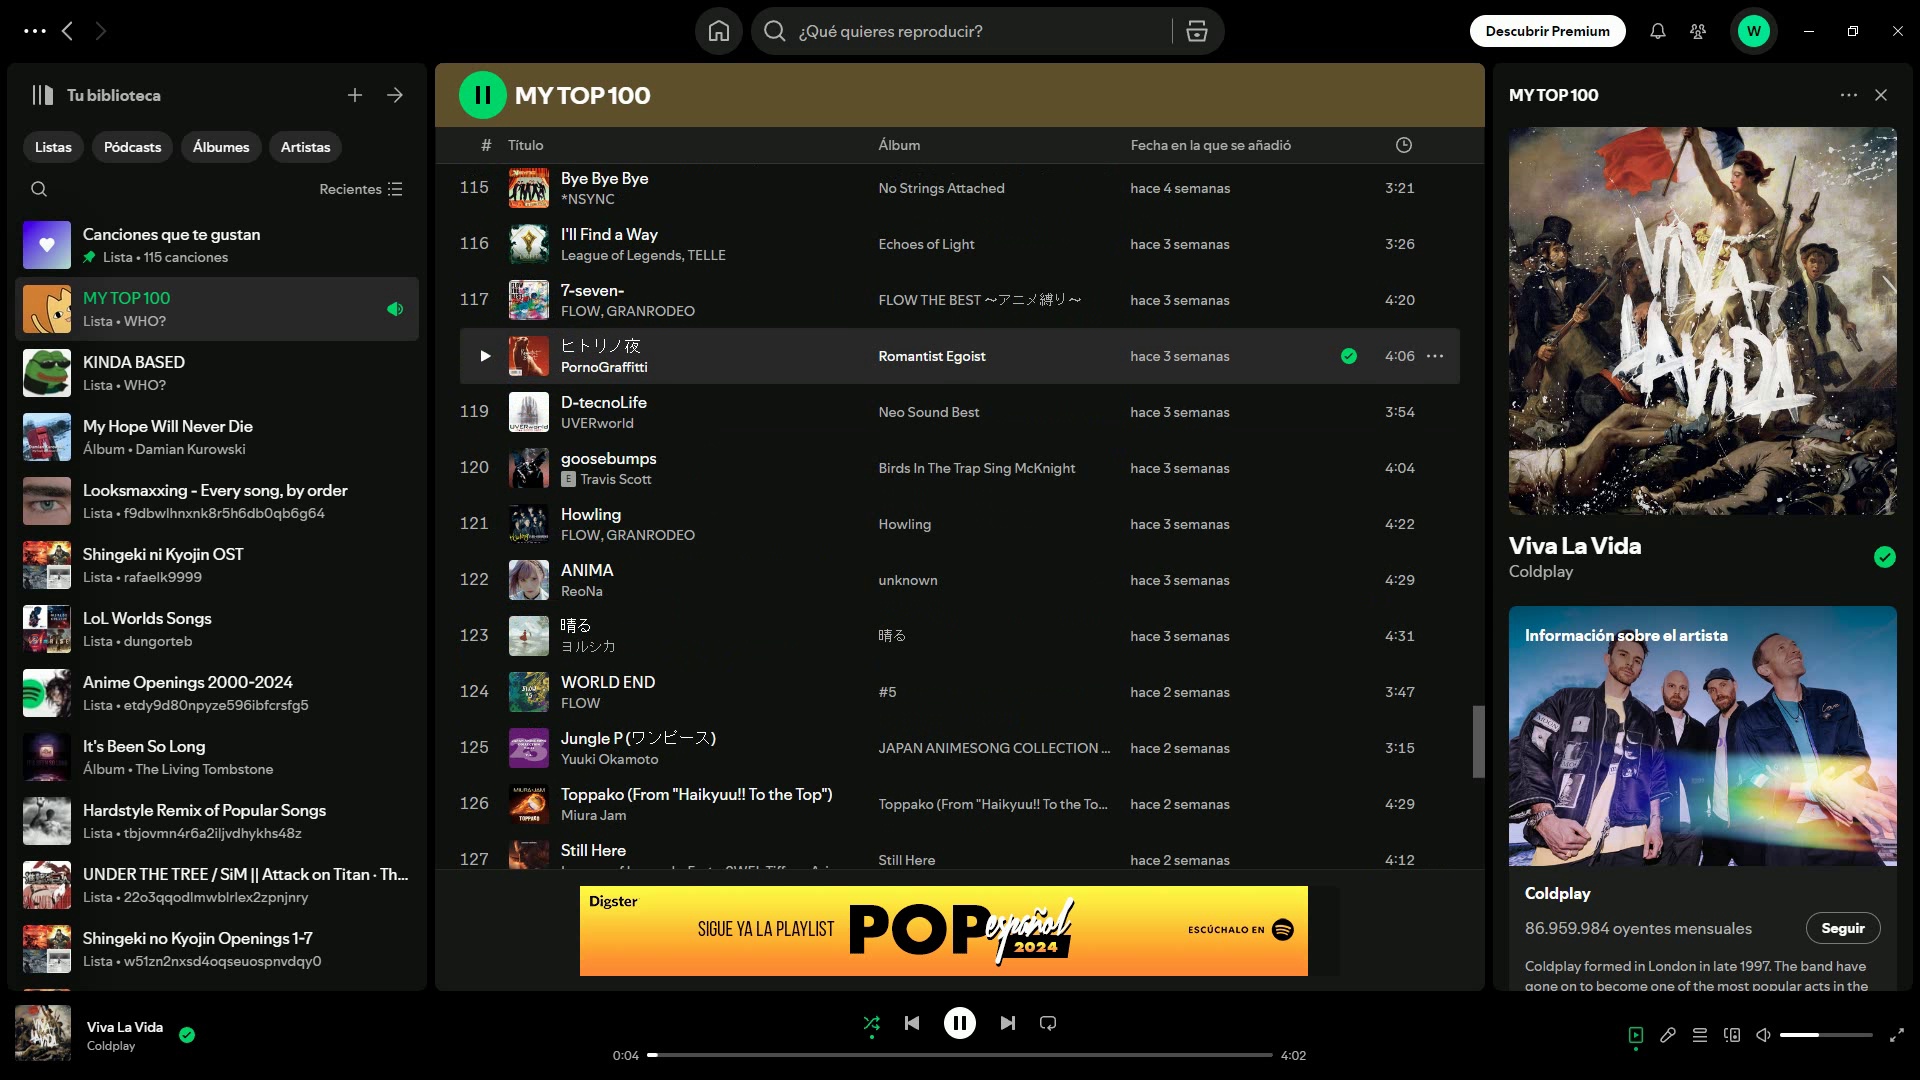 ¿Qué quieres reproducir?
Descubrir Premium
W
Tu biblioteca
Listas
Pódcasts
Álbumes
Artistas
Recientes
Canciones que te gustan
Lista • 115 canciones
MY TOP 100
Lista • WHO?
KINDA BASED
Lista • WHO?
My Hope Will Never Die
Álbum • Damian Kurowski
Looksmaxxing - Every song, by order
Lista • f9dbwlhnxnk8r5h6db0qb6g64
Shingeki ni Kyojin OST
Lista • rafaelk9999
LoL Worlds Songs
Lista • dungorteb
Anime Openings 2000-2024
Lista • etdy9d80npyze596ibfcrsfg5
It's Been So Long
Álbum • The Living Tombstone
Hardstyle Remix of Popular Songs
Lista • tbjovmn4r6a2iljvdhykhs48z
UNDER THE TREE / SiM || Attack on Titan · Th...
Lista • 22o3qqodlmwblrlex2zpnjnry
Shingeki no Kyojin Openings 1-7
Lista • w51zn2nxsd4oqseuospnvdqy0
MY TOP 100
# Título Álbum Fecha en la que se añadió
115 Bye Bye Bye No Strings Attached hace 4 semanas 3:21
*NSYNC
116 I'll Find a Way Echoes of Light hace 3 semanas 3:26
League of Legends, TELLE
117 7-seven- FLOW THE BEST ～アニメ縛り～ hace 3 semanas 4:20
FLOW, GRANRODEO
ヒトリノ夜 Romantist Egoist hace 3 semanas 4:06
PornoGraffitti
119 D-tecnoLife Neo Sound Best hace 3 semanas 3:54
UVERworld
120 goosebumps Birds In The Trap Sing McKnight hace 3 semanas 4:04
E Travis Scott
121 Howling Howling hace 3 semanas 4:22
FLOW, GRANRODEO
122 ANIMA unknown hace 3 semanas 4:29
ReoNa
123 晴る 晴る hace 3 semanas 4:31
ヨルシカ
124 WORLD END #5 hace 2 semanas 3:47
FLOW
125 Jungle P (ワンピース) JAPAN ANIMESONG COLLECTION ... hace 2 semanas 3:15
Yuuki Okamoto
126 Toppako (From "Haikyuu!! To the Top") Toppako (From "Haikyuu!! To the To... hace 2 semanas 4:29
Miura Jam
127 Still Here Still Here hace 2 semanas 4:12
Digster
SIGUE YA LA PLAYLIST
POP español 2024
ESCÚCHALO EN
MY TOP 100
VIVA LA VIDA
Viva La Vida
Coldplay
Información sobre el artista
Coldplay
86.959.984 oyentes mensuales
Seguir
Coldplay formed in London in late 1997. The band have
gone on to become one of the most popular acts in the
Viva La Vida
Coldplay
0:04
4:02